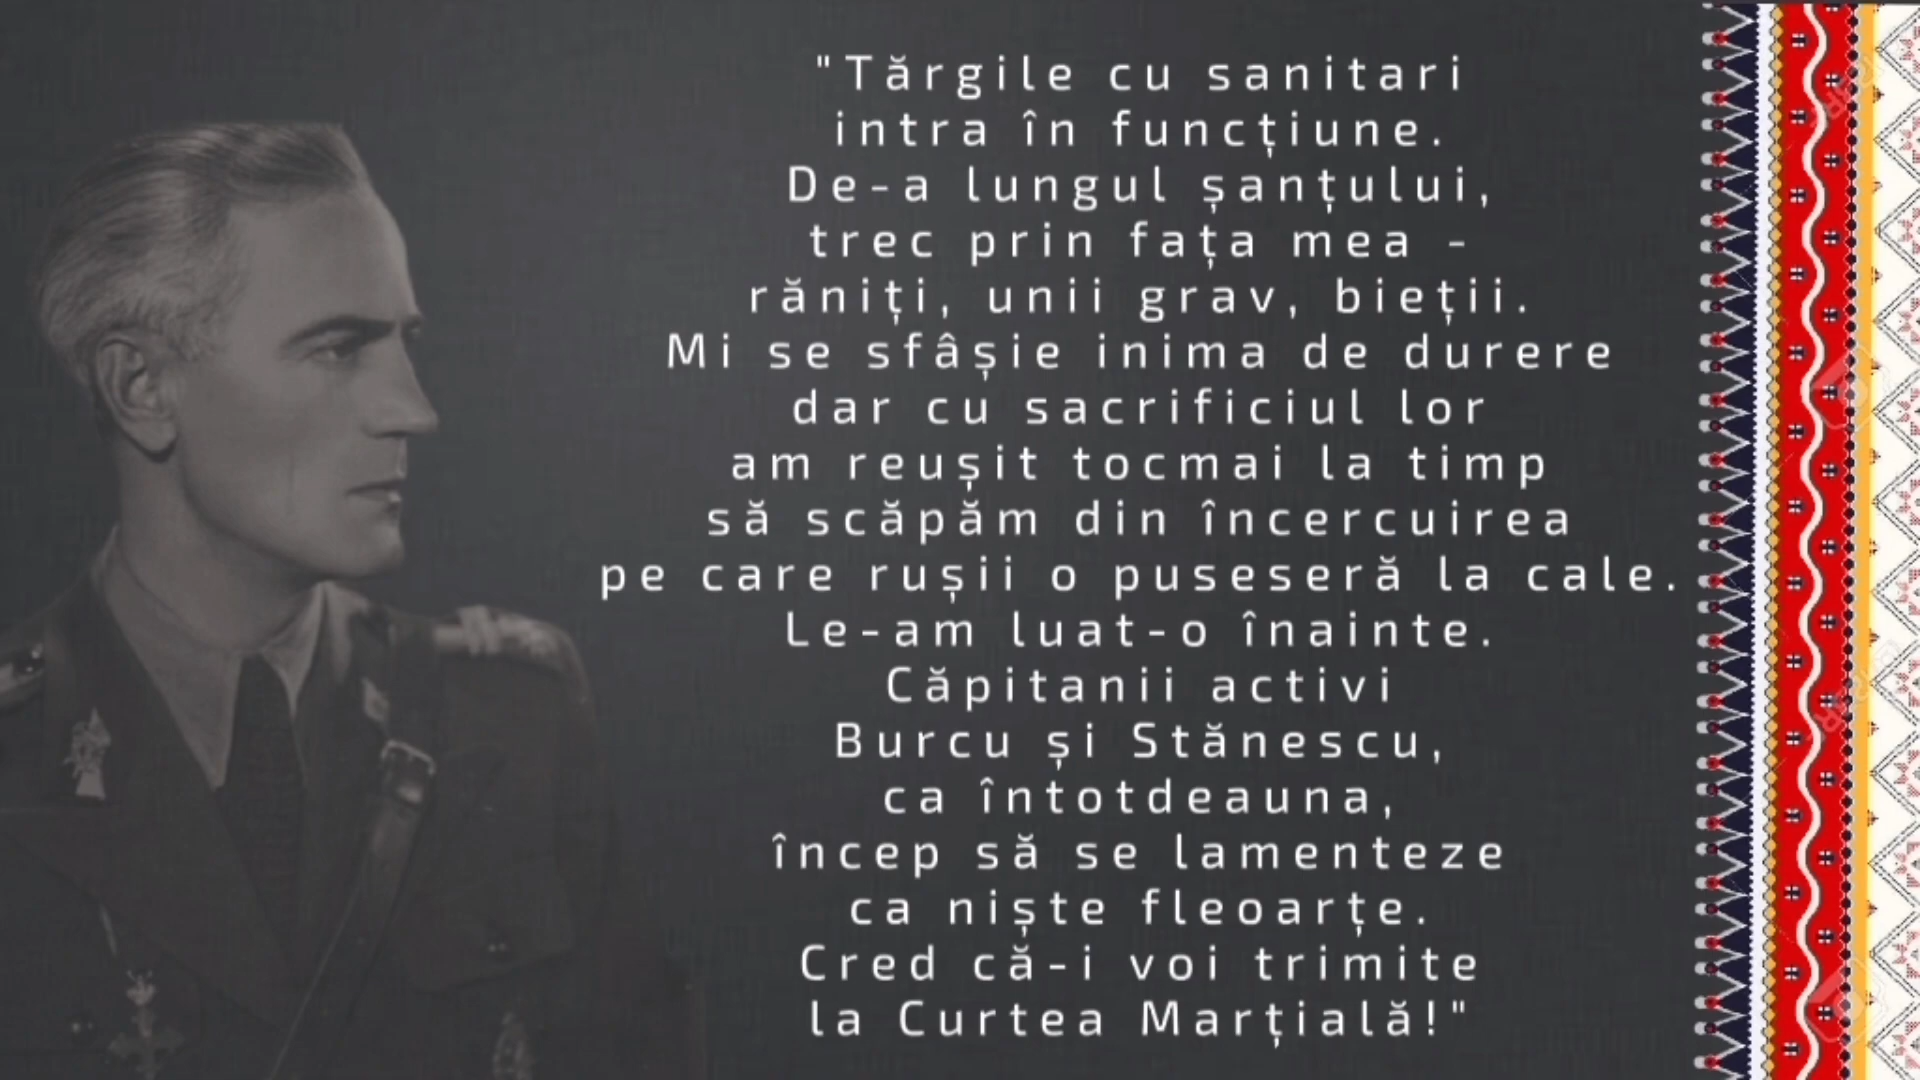 "Tărgile cu sanitari
intra în funcțiune.
De-a lungul șanțului,
trec prin fața mea -
răniți, unii grav, bieții.
Mi se sfâșie inima de durere
dar cu sacrificiul lor
am reușit tocmai la timp
să scăpăm din încercuirea
pe care rușii o puseseră la cale.
Le-am luat-o înainte.
Căpitanii activi
Burcu și Stănescu,
ca întotdeauna,
încep să se lamenteze
ca niște fleoarțe.
Cred că-i voi trimite
la Curtea Marțială!"